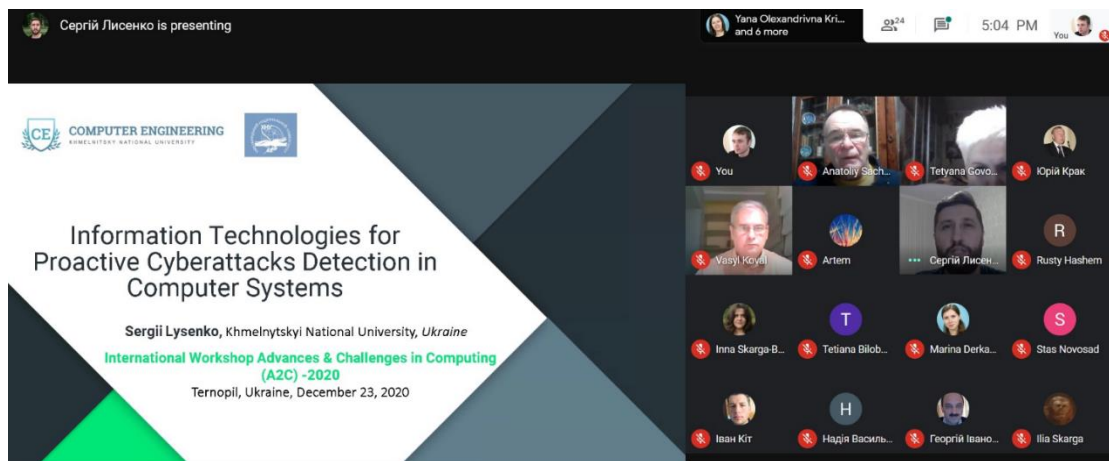 Сергій Лисенко is presenting
Yana Olexandrivna Kri...
and 6 more
24
5:04 PM
You
CE
COMPUTER ENGINEERING
KHMELNITSKY NATIONAL UNIVERSITY
Information Technologies for
Proactive Cyberattacks Detection in
Computer Systems
Sergii Lysenko, Khmelnytskyi National University, Ukraine
International Workshop Advances & Challenges in Computing
(A2C) -2020
Ternopil, Ukraine, December 23, 2020
You
Anatoliy Sach...
Tetyana Govo...
Юрій Крак
Vasyl Koval
Artem
Сергій Лисен...
R
Rusty Hashem
Inna Skarga-B...
T
Tetiana Bilob...
Marina Derka...
S
Stas Novosad
Іван Кіт
Н
Надія Василь...
Георгій Івано...
Ilia Skarga